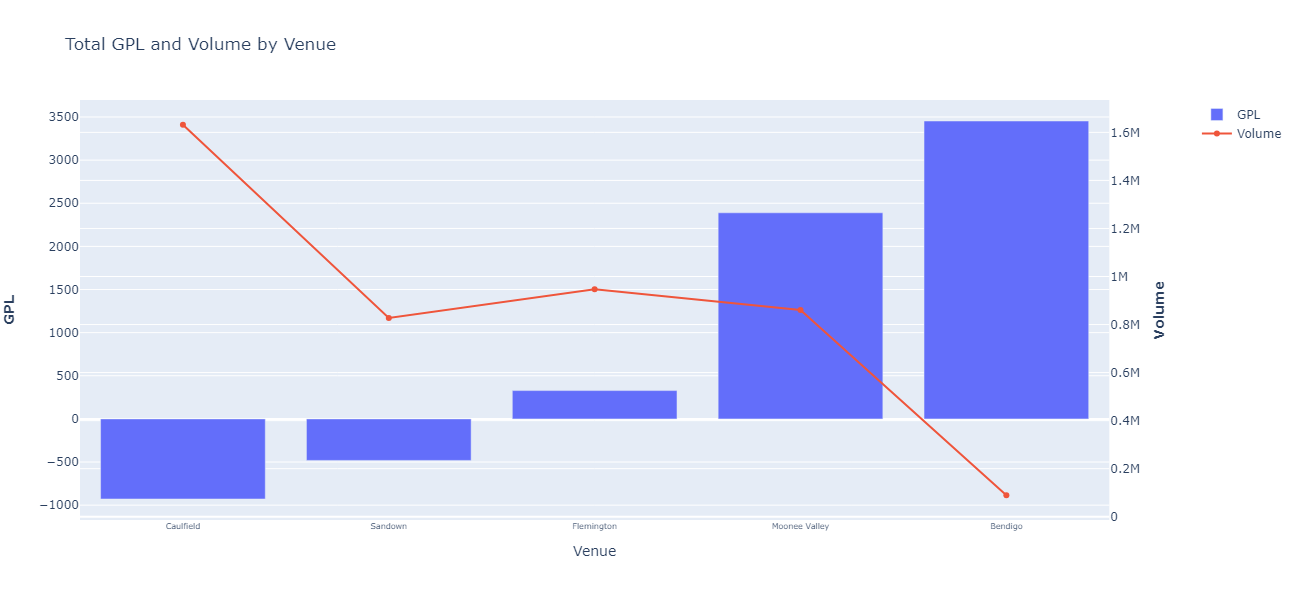 Total GPL and Volume by Venue
GPL
Volume
3500
3000
2500
2000
1500
1000
500
0
−500
−1000
GPL
1.6M
1.4M
1.2M
1M
0.8M
0.6M
0.4M
0.2M
0
Volume
Caulfield
Sandown
Flemington
Moonee Valley
Bendigo
Venue